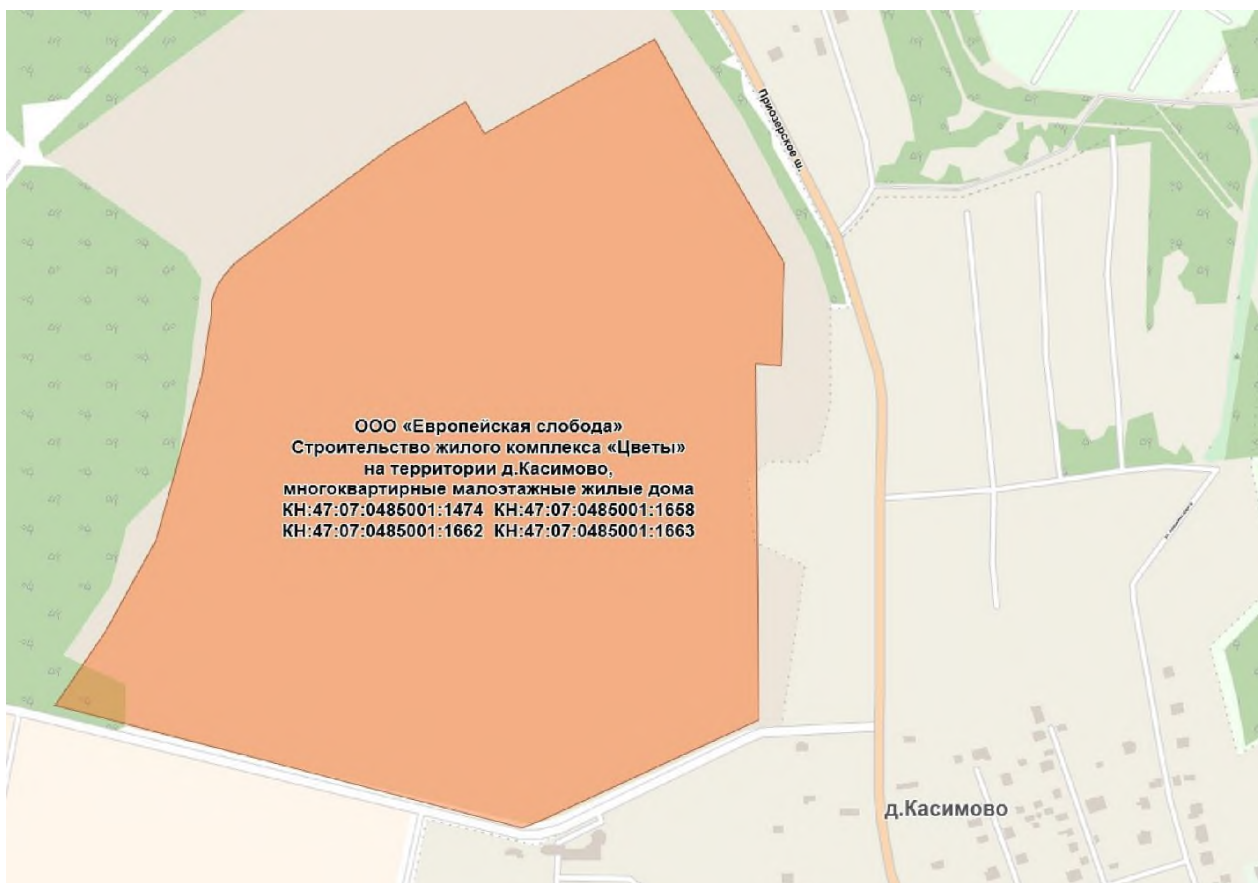 Приозерское ш.
ООО «Европейская слобода»
Строительство жилого комплекса «Цветы»
на территории д.Касимово,
многоквартирные малоэтажные жилые дома
КН:47:07:0485001:1474 КН:47:07:0485001:1658
КН:47:07:0485001:1662 КН:47:07:0485001:1663
д.Касимово